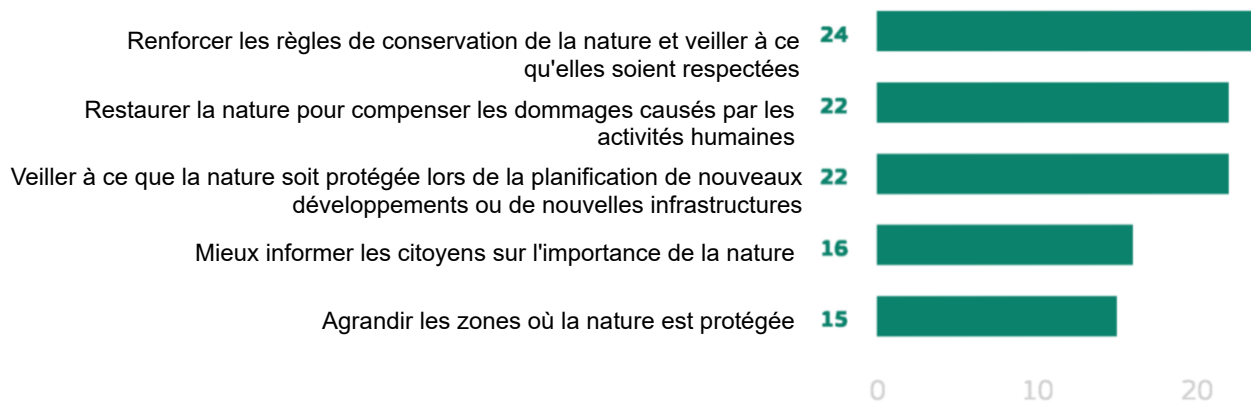 Renforcer les règles de conservation de la nature et veiller à ce
qu'elles soient respectées
24
Restaurer la nature pour compenser les dommages causés par les
activités humaines
22
Veiller à ce que la nature soit protégée lors de la planification de nouveaux
développements ou de nouvelles infrastructures
22
Mieux informer les citoyens sur l'importance de la nature
16
Agrandir les zones où la nature est protégée
15
0 10 20